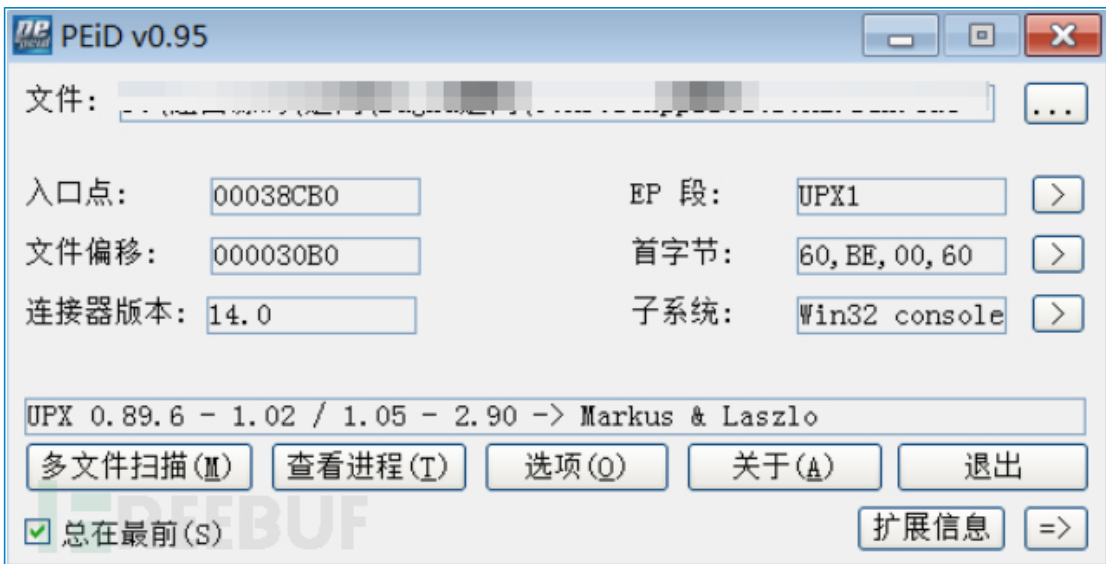 PEiD v0.95
文件: ...
入口点: 00038CB0 EP 段: UPX1 >
文件偏移: 000030B0 首字节: 60,BE,00,60 >
连接器版本: 14.0 子系统: Win32 console >
UPX 0.89.6 - 1.02 / 1.05 - 2.90 -> Markus & Laszlo
多文件扫描(M) 查看进程(T) 选项(O) 关于(A) 退出
总在最前(S) 扩展信息 =>